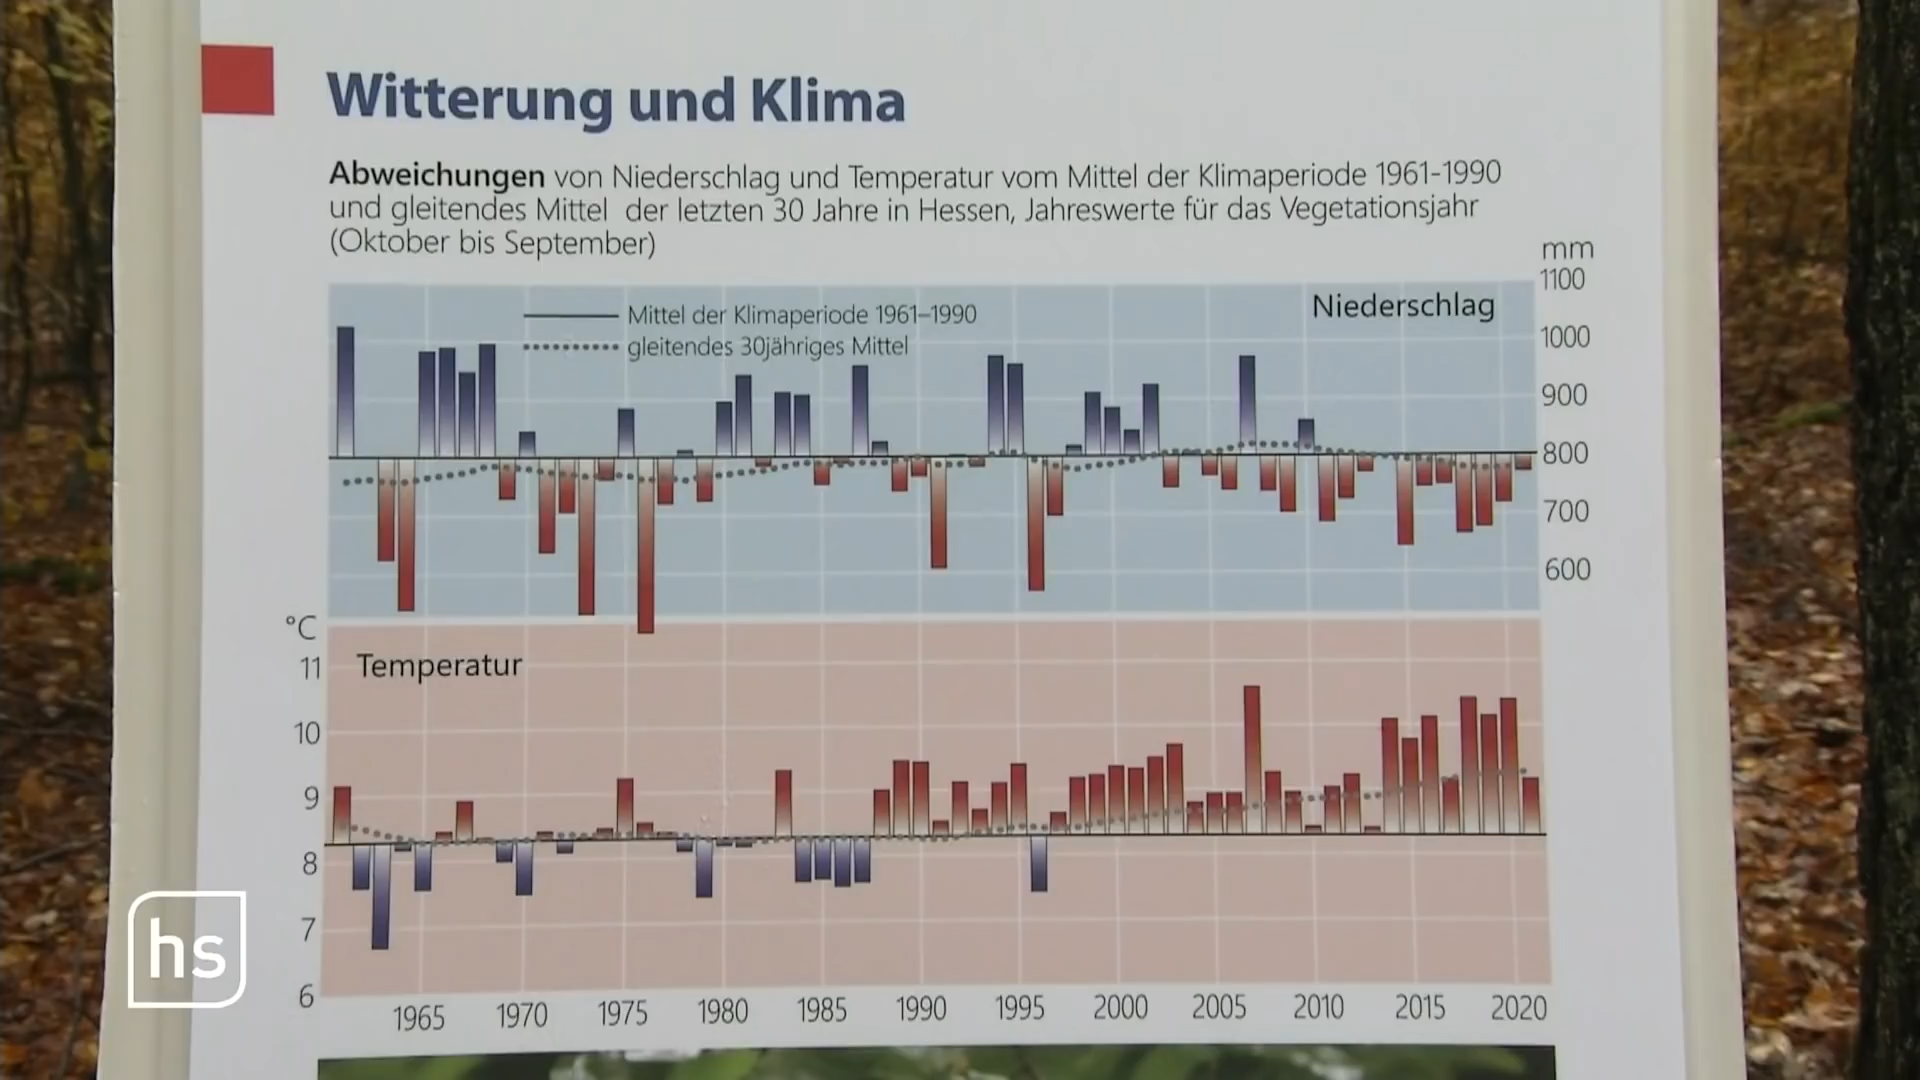 Witterung und Klima
Abweichungen von Niederschlag und Temperatur vom Mittel der Klimaperiode 1961-1990
und gleitendes Mittel der letzten 30 Jahre in Hessen, Jahreswerte für das Vegetationsjahr
(Oktober bis September)
mm
1100
Mittel der Klimaperiode 1961–1990
Niederschlag
gleitendes 30jähriges Mittel
1000
900
800
700
600
°C
11
Temperatur
10
9
8
7
6
1965 1970 1975 1980 1985 1990 1995 2000 2005 2010 2015 2020
hs